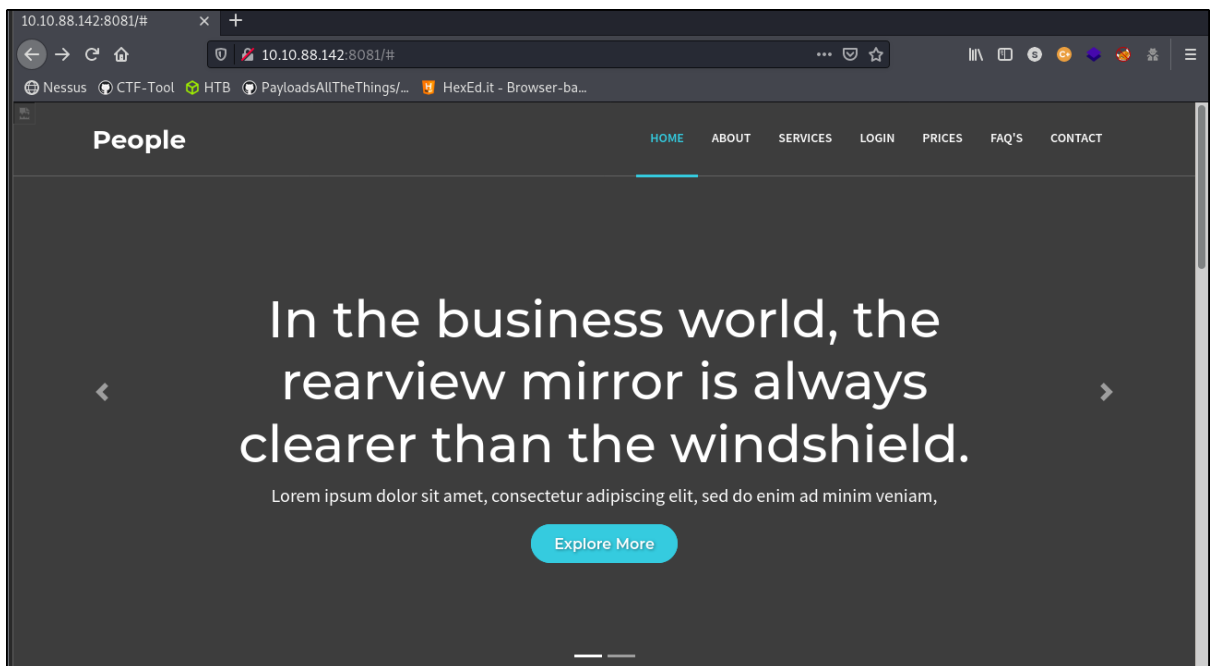 10.10.88.142:8081/#
10.10.88.142:8081/#
Nessus CTF-Tool HTB PayloadsAllTheThings/... HexEd.it - Browser-ba...
People
HOME ABOUT SERVICES LOGIN PRICES FAQ'S CONTACT
In the business world, the
rearview mirror is always
clearer than the windshield.
Lorem ipsum dolor sit amet, consectetur adipiscing elit, sed do enim ad minim veniam,
Explore More